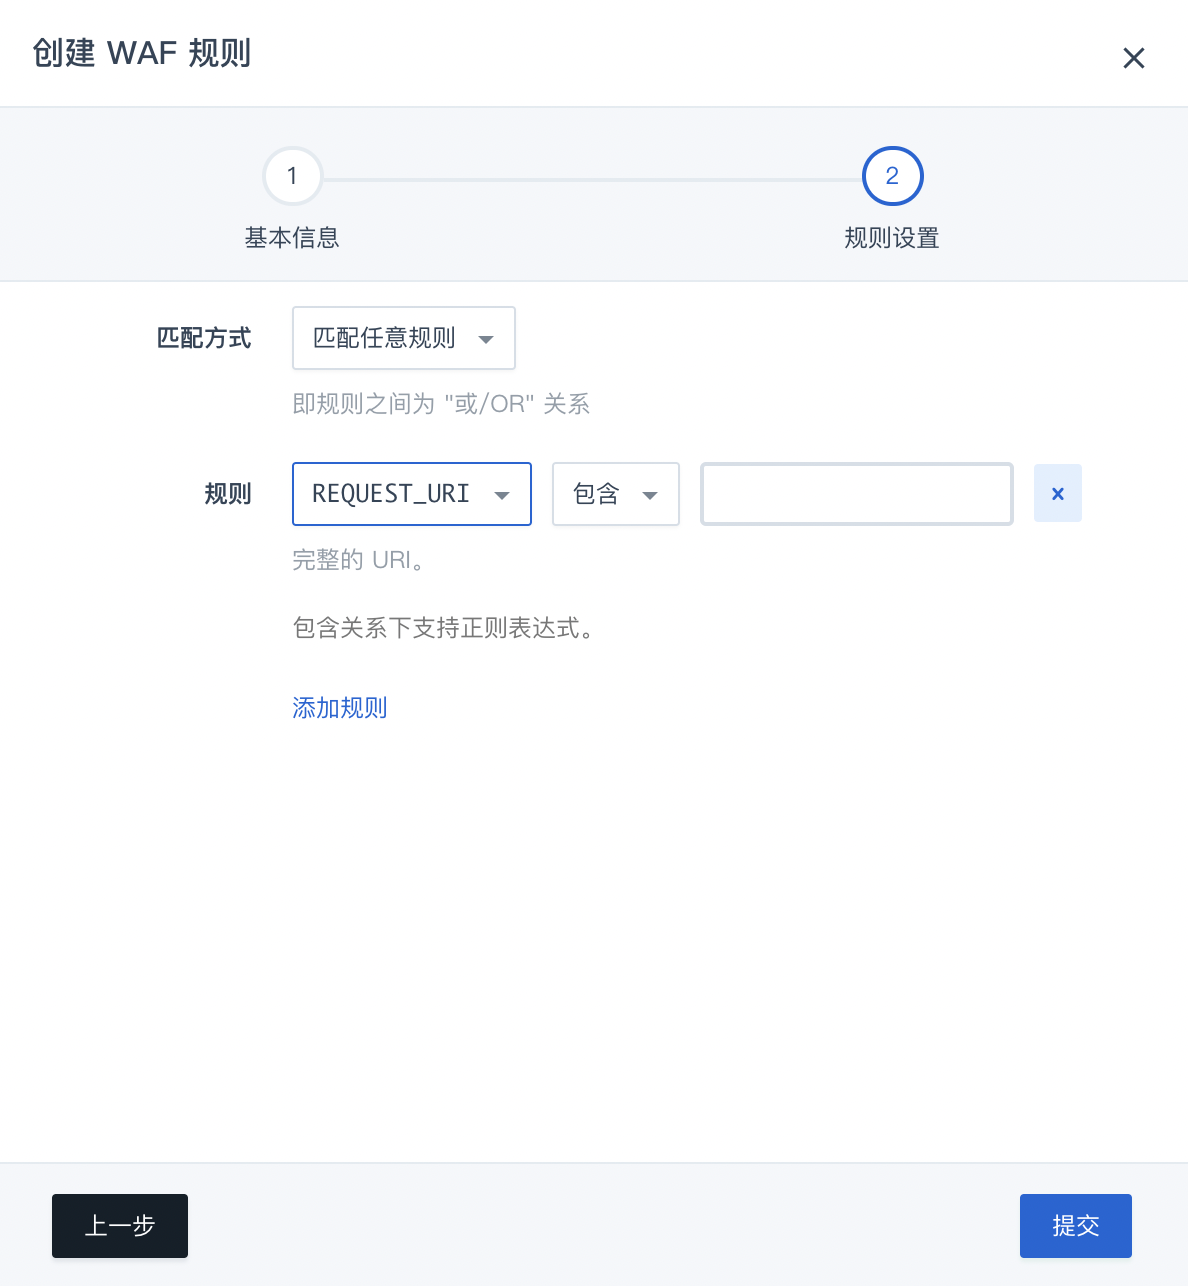 创建 WAF 规则
1
2
基本信息
规则设置
匹配方式 匹配任意规则
即规则之间为 "或/OR" 关系
规则 REQUEST_URI 包含 ×
完整的 URI。
包含关系下支持正则表达式。
添加规则
上一步 提交